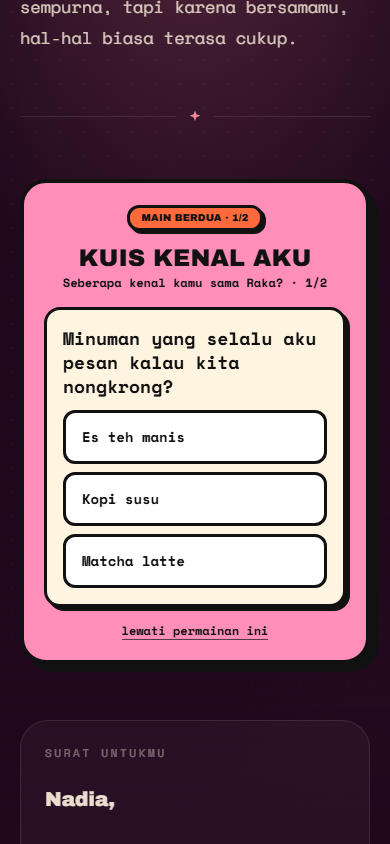 sempurna, tapi karena bersamamu,
hal-hal biasa terasa cukup.
MAIN BERDUA · 1/2
KUIS KENAL AKU
Seberapa kenal kamu sama Raka? · 1/2
Minuman yang selalu aku
pesan kalau kita
nongkrong?
Es teh manis
Kopi susu
Matcha latte
lewati permainan ini
SURAT UNTUKMU
Nadia,